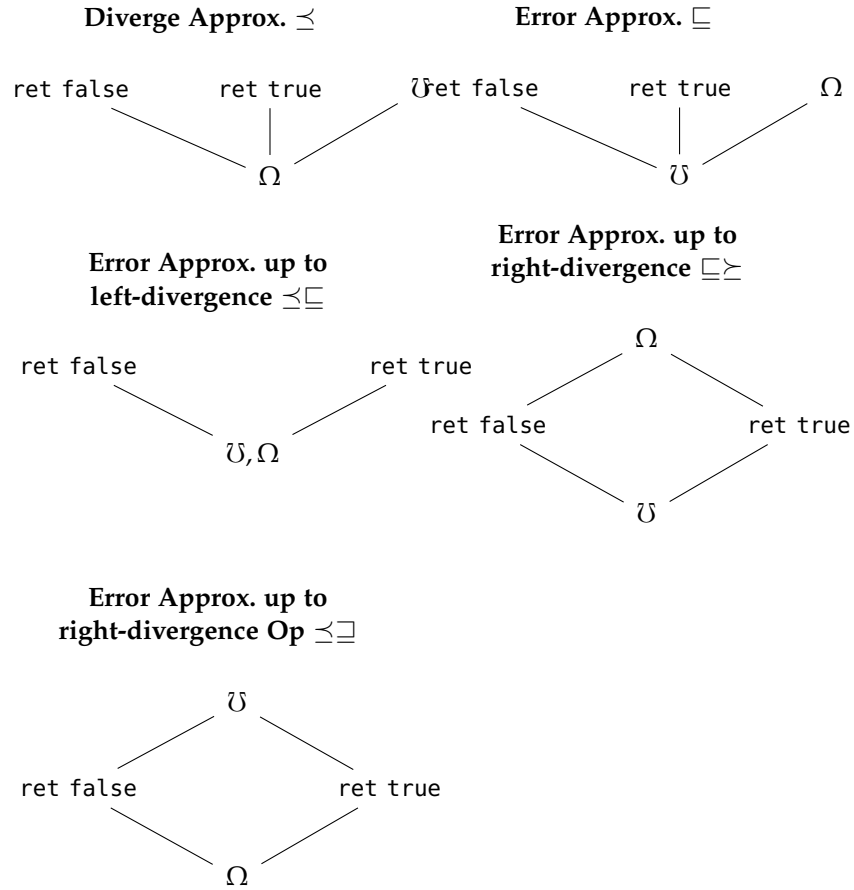 Diverge Approx. ⪯
ret false ret true ℧
Ω
Error Approx. ⊑
ret false ret true Ω
℧
Error Approx. up to
left-divergence ⪯⊑
ret false ret true
℧, Ω
Error Approx. up to
right-divergence ⊑⪰
Ω
ret false ret true
℧
Error Approx. up to
right-divergence Op ⪯⊒
℧
ret false ret true
Ω